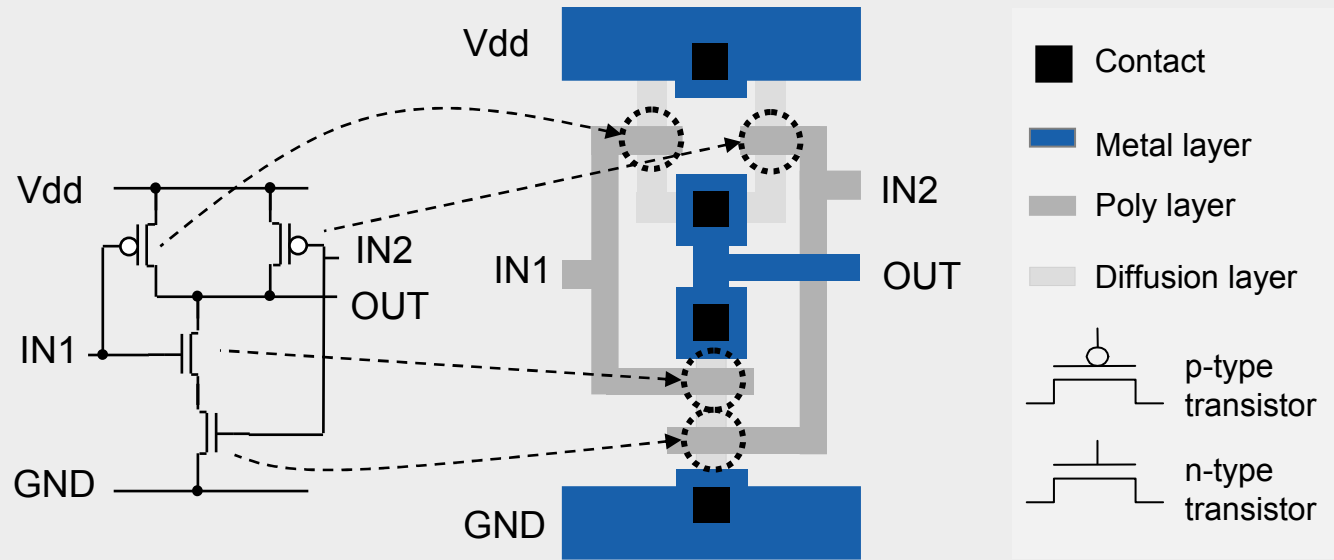 Vdd
IN2
OUT
IN1
GND
Vdd
IN2
IN1
OUT
GND
Contact
Metal layer
Poly layer
Diffusion layer
p-type
transistor
n-type
transistor